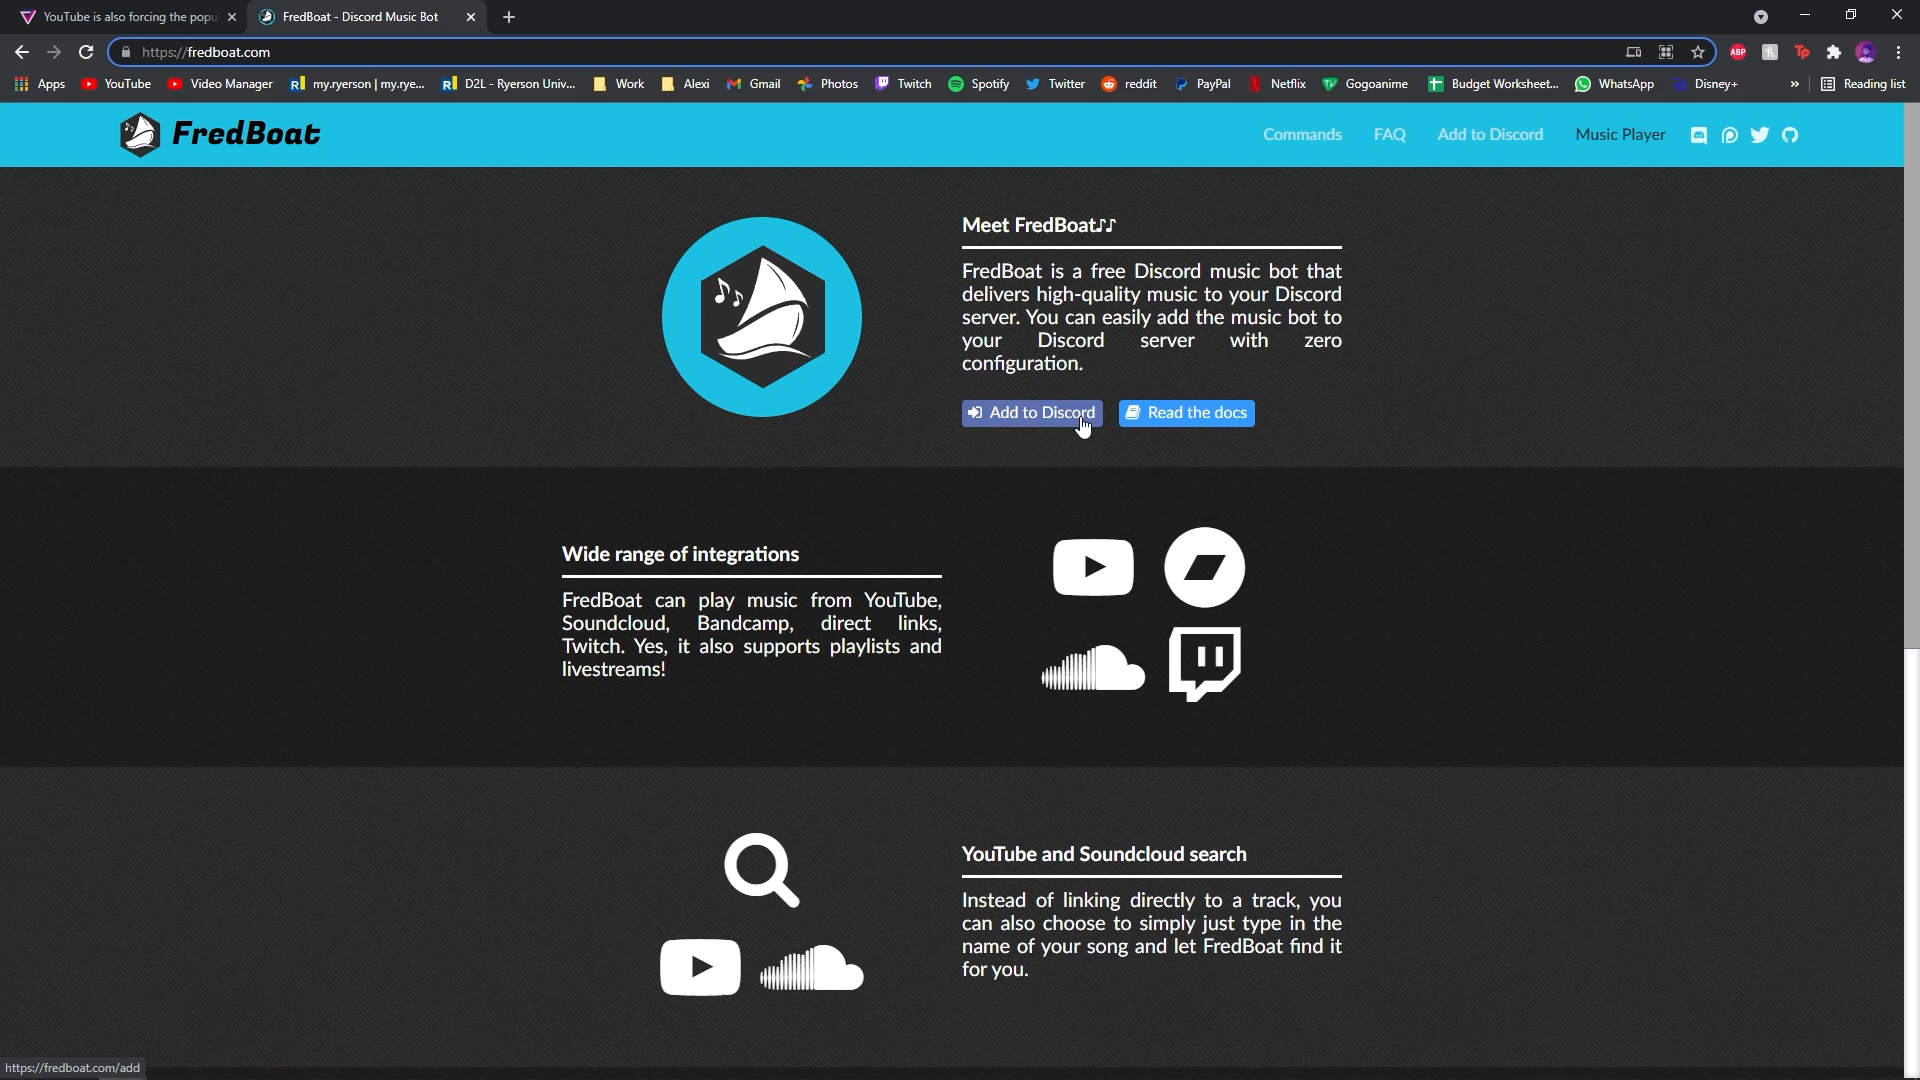 YouTube is also forcing the popu
FredBoat - Discord Music Bot
https://fredboat.com
ABP
Apps
YouTube
Video Manager
my.ryerson | my.rye...
D2L - Ryerson Univ...
Work
Alexi
Gmail
Photos
Twitch
Spotify
Twitter
reddit
PayPal
Netflix
Gogoanime
Budget Worksheet...
WhatsApp
Disney+
»
Reading list
FredBoat
Commands
FAQ
Add to Discord
Music Player
Meet FredBoat♪♪
FredBoat is a free Discord music bot that
delivers high-quality music to your Discord
server. You can easily add the music bot to
your Discord server with zero
configuration.
Add to Discord
Read the docs
Wide range of integrations
FredBoat can play music from YouTube,
Soundcloud, Bandcamp, direct links,
Twitch. Yes, it also supports playlists and
livestreams!
YouTube and Soundcloud search
Instead of linking directly to a track, you
can also choose to simply just type in the
name of your song and let FredBoat find it
for you.
https://fredboat.com/add